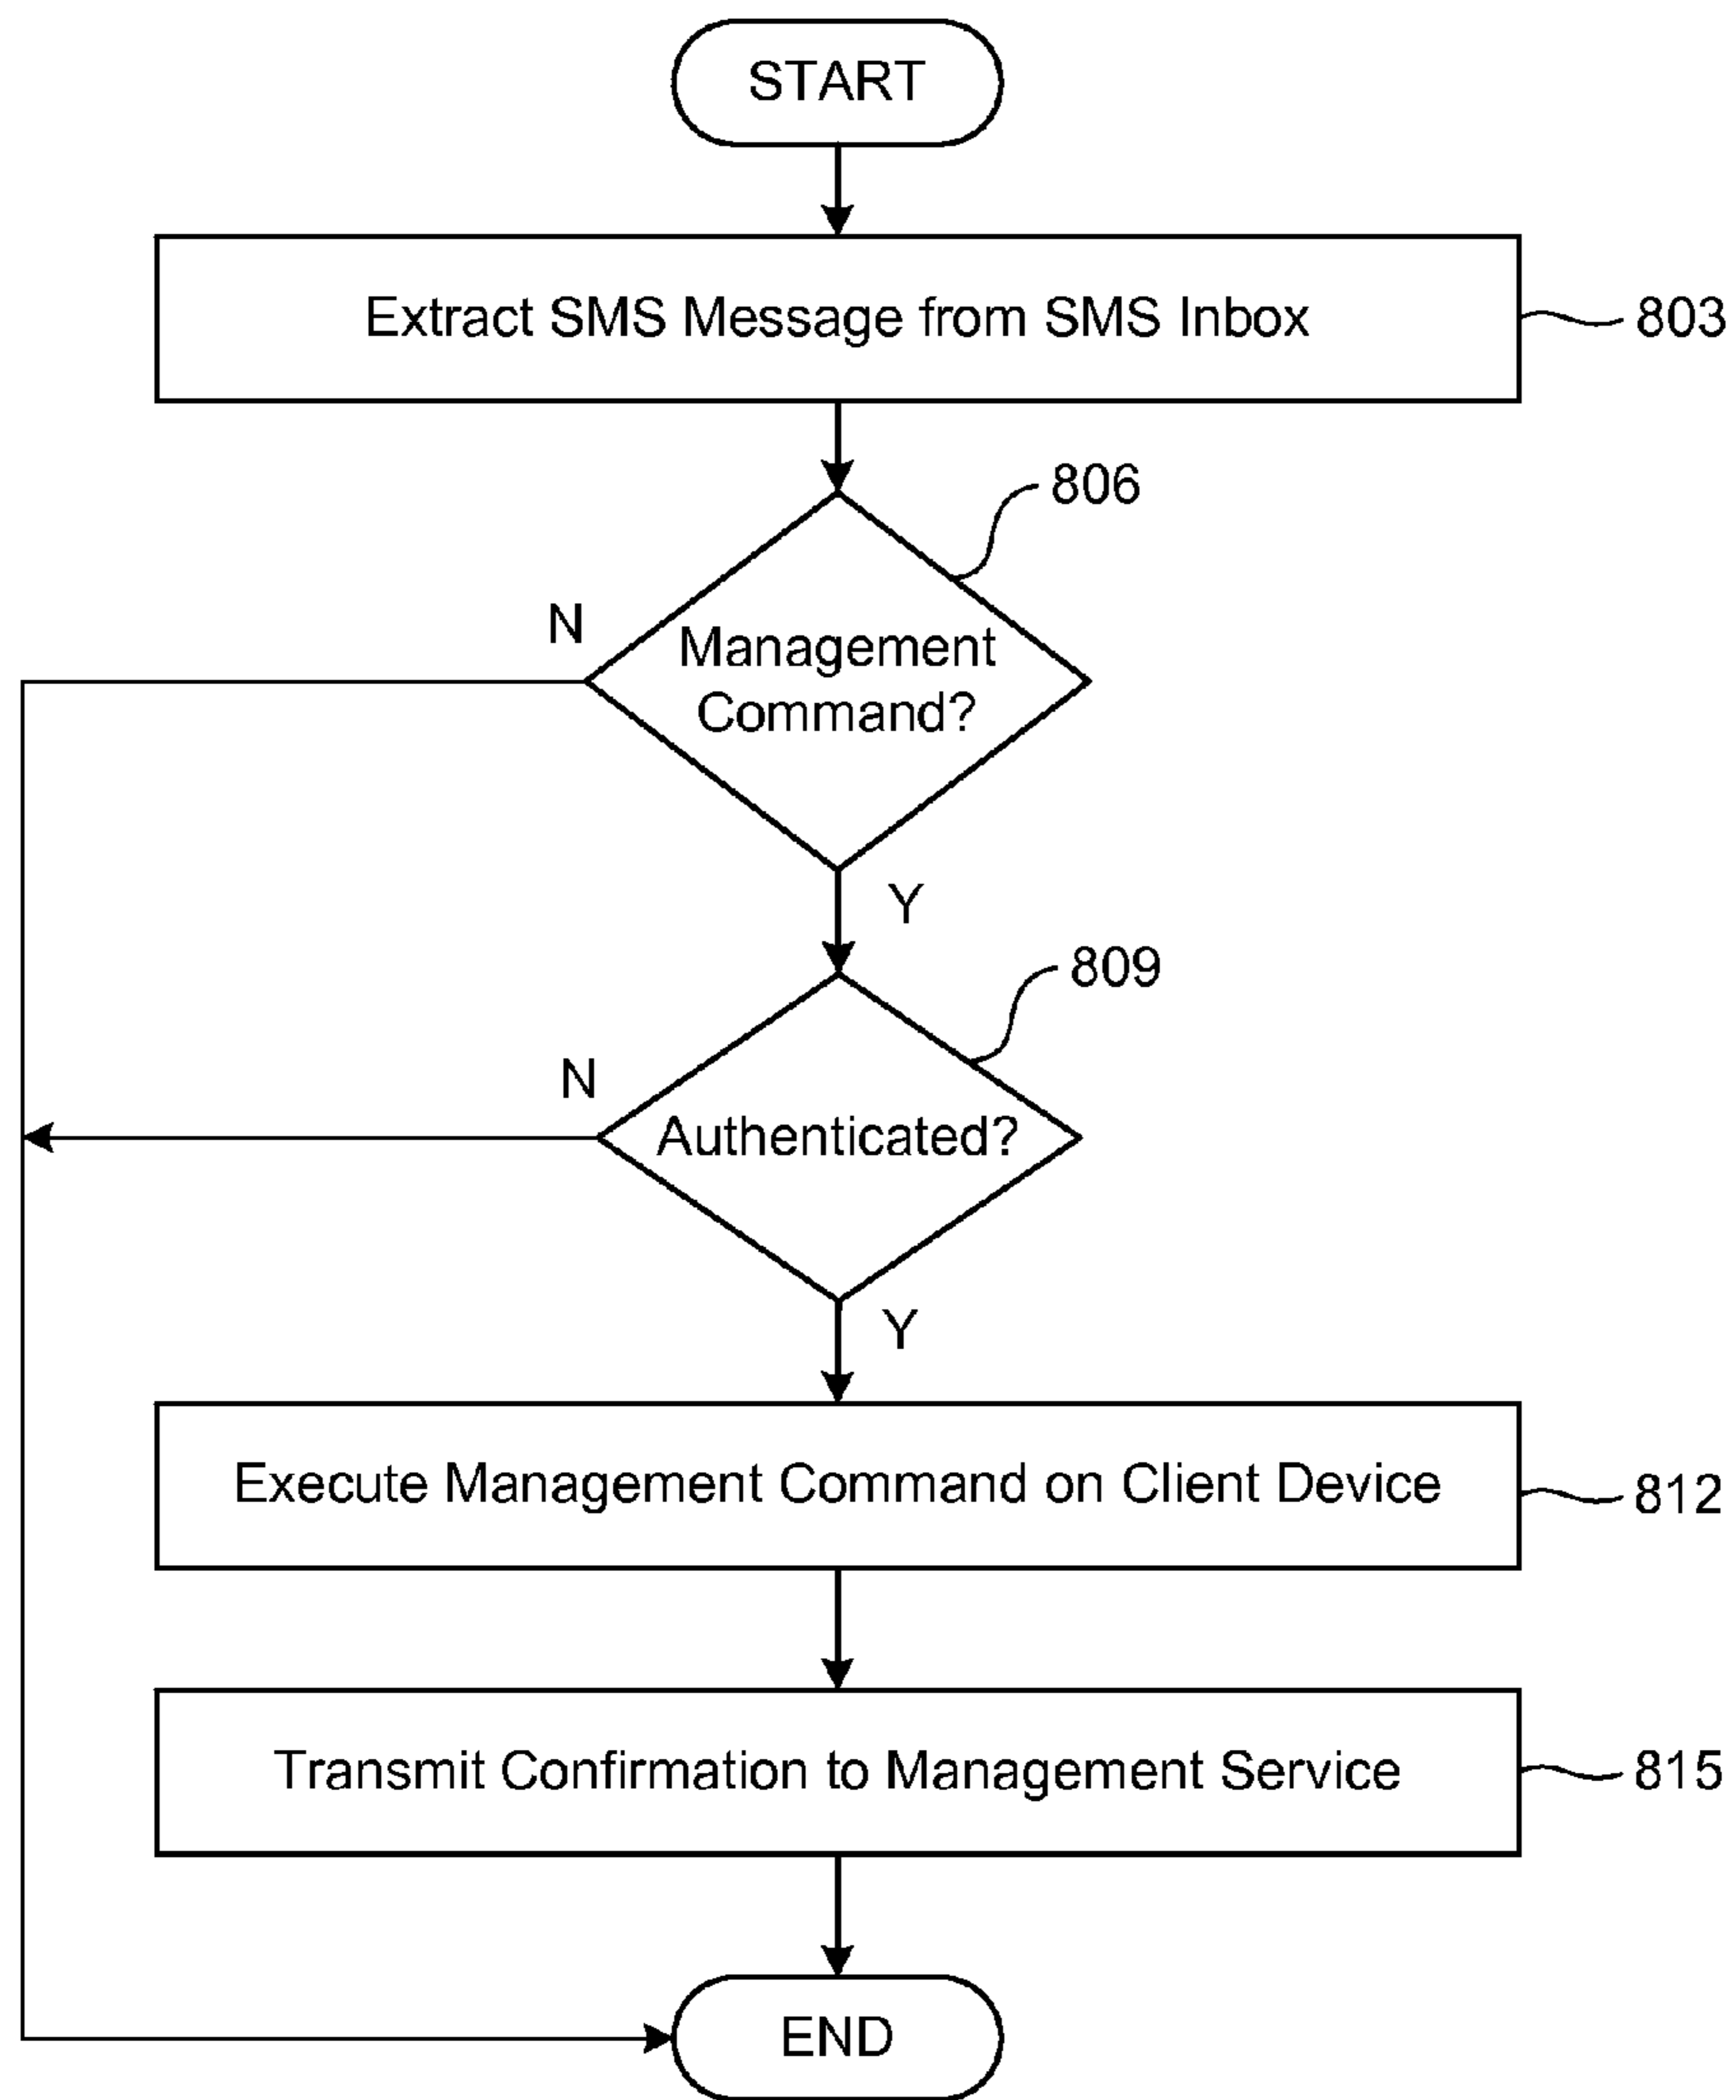 START
Extract SMS Message from SMS Inbox
803
806
N
Management
Command?
Y
809
N
Authenticated?
Y
Execute Management Command on Client Device
812
Transmit Confirmation to Management Service
815
END